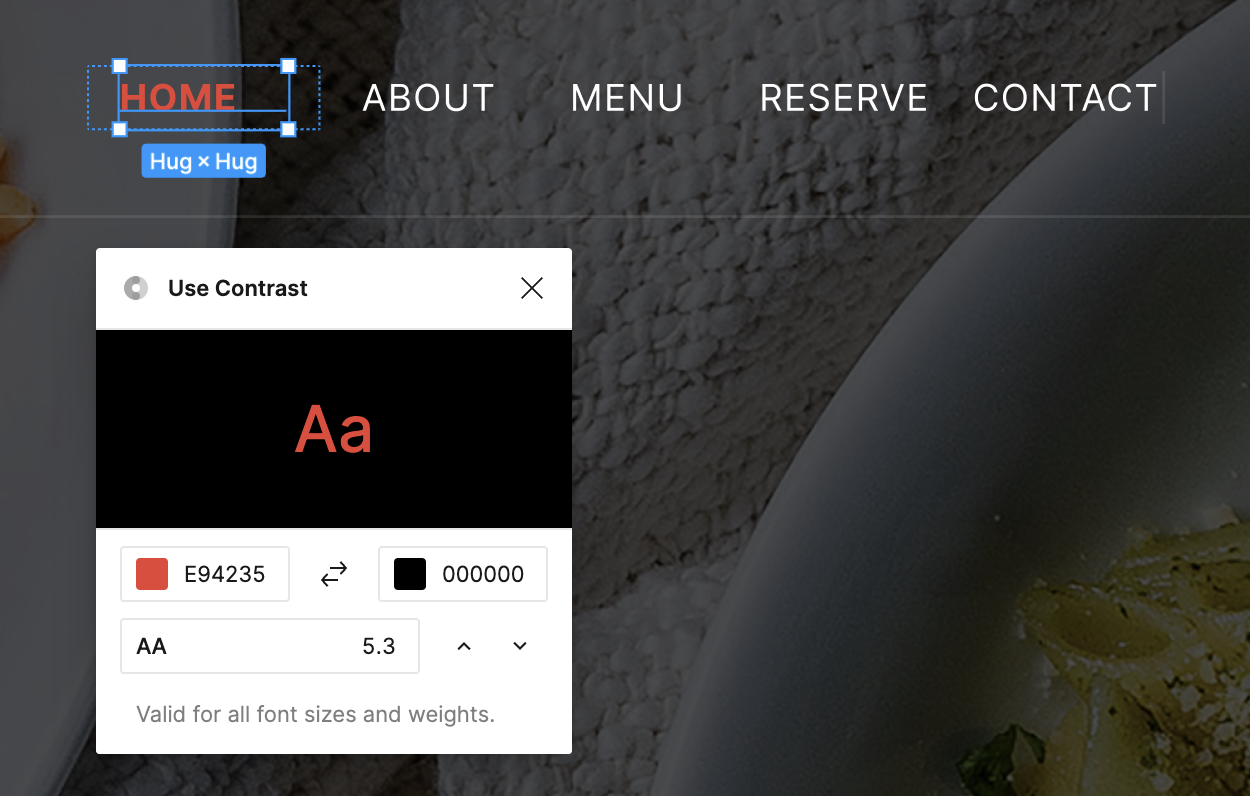 HOME ABOUT MENU RESERVE CONTACT
Hug × Hug
Use Contrast
Aa
E94235 000000
AA 5.3
Valid for all font sizes and weights.